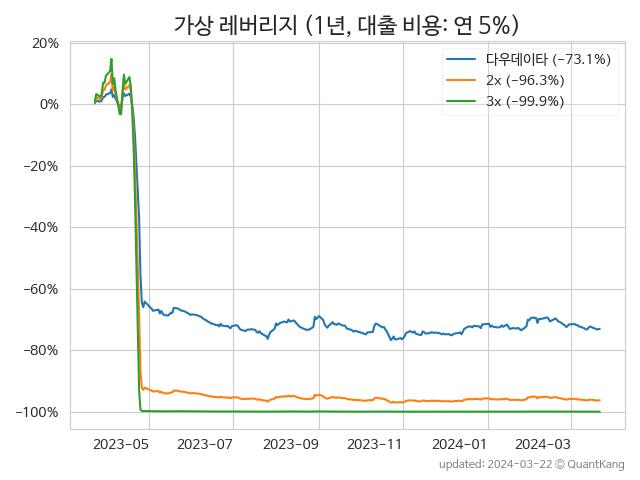 가상 레버리지 (1년, 대출 비용: 연 5%)
20%
0%
−20%
−40%
−60%
−80%
−100%
다우데이타 (−73.1%)
2x (−96.3%)
3x (−99.9%)
2023-05 2023-07 2023-09 2023-11 2024-01 2024-03
updated: 2024-03-22 © QuantKang